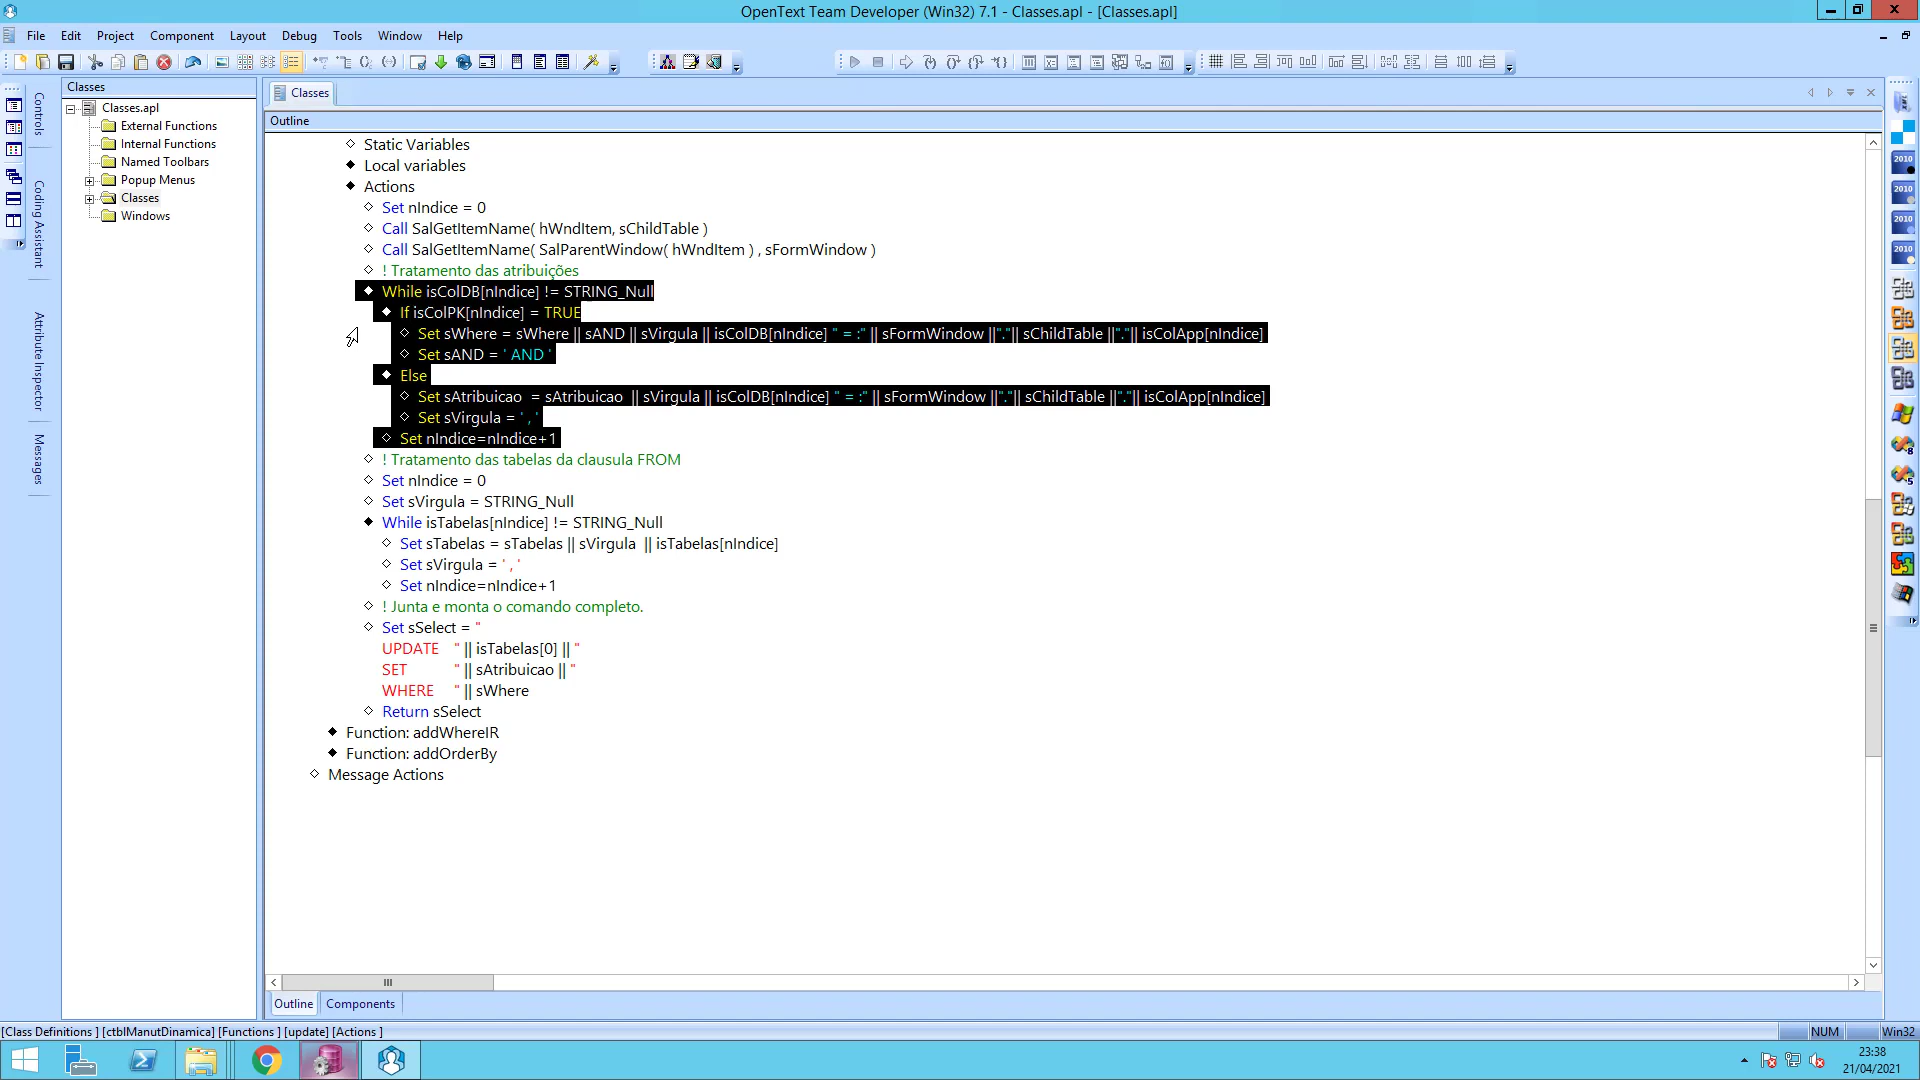 OpenText Team Developer (Win32) 7.1 - Classes.apl - [Classes.apl]
File Edit Project Component Layout Debug Tools Window Help
Classes
Classes.apl
External Functions
Internal Functions
Named Toolbars
Popup Menus
Classes
Windows
Controls
Coding Assistant
Attribute Inspector
Messages
Classes
Outline
Static Variables
Local variables
Actions
Set nIndice = 0
Call SalGetItemName( hWndItem, sChildTable )
Call SalGetItemName( SalParentWindow( hWndItem ) , sFormWindow )
! Tratamento das atribuições
While isColDB[nIndice] != STRING_Null
If isColPK[nIndice] = TRUE
Set sWhere = sWhere || sAND || sVirgula || isColDB[nIndice] " = :" || sFormWindow ||"."|| sChildTable ||"."|| isColApp[nIndice]
Set sAND = ' AND '
Else
Set sAtribuicao  = sAtribuicao  || sVirgula || isColDB[nIndice] " = :" || sFormWindow ||"."|| sChildTable ||"."|| isColApp[nIndice]
Set sVirgula = ' , '
Set nIndice=nIndice+1
! Tratamento das tabelas da clausula FROM
Set nIndice = 0
Set sVirgula = STRING_Null
While isTabelas[nIndice] != STRING_Null
Set sTabelas = sTabelas || sVirgula  || isTabelas[nIndice]
Set sVirgula = ' , '
Set nIndice=nIndice+1
! Junta e monta o comando completo.
Set sSelect = "
UPDATE " || isTabelas[0] || "
SET " || sAtribuicao || "
WHERE " || sWhere
Return sSelect
Function: addWhereIR
Function: addOrderBy
Message Actions
Outline Components
[Class Definitions ] [ctblManutDinamica] [Functions ] [update] [Actions ]
NUM
Win32
2010
2010
2010
2010
8
5
23:38
21/04/2021